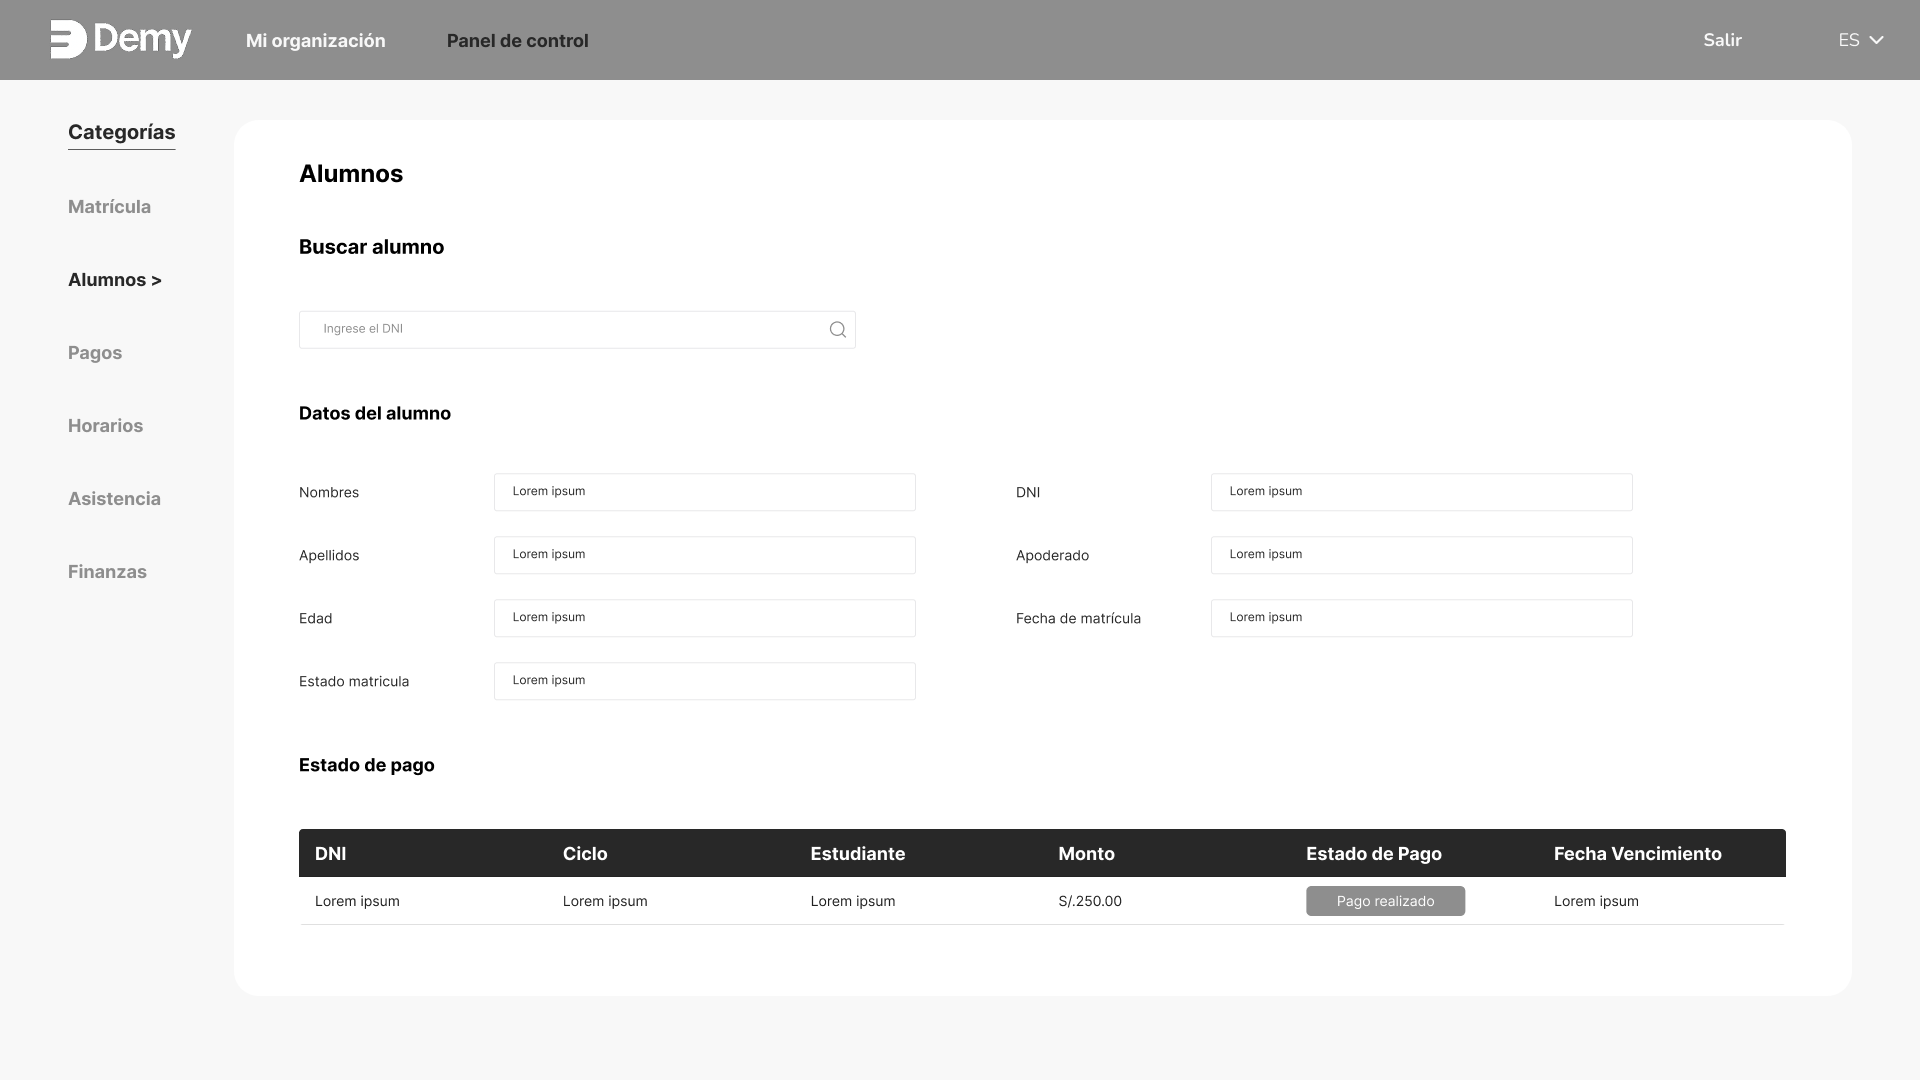 Demy Mi organización Panel de control Salir ES
Categorías
Matrícula
Alumnos >
Pagos
Horarios
Asistencia
Finanzas
Alumnos
Buscar alumno
Ingrese el DNI
Datos del alumno
Nombres Lorem ipsum DNI Lorem ipsum
Apellidos Lorem ipsum Apoderado Lorem ipsum
Edad Lorem ipsum Fecha de matrícula Lorem ipsum
Estado matricula Lorem ipsum
Estado de pago
DNI Ciclo Estudiante Monto Estado de Pago Fecha Vencimiento
Lorem ipsum Lorem ipsum Lorem ipsum S/.250.00 Pago realizado Lorem ipsum